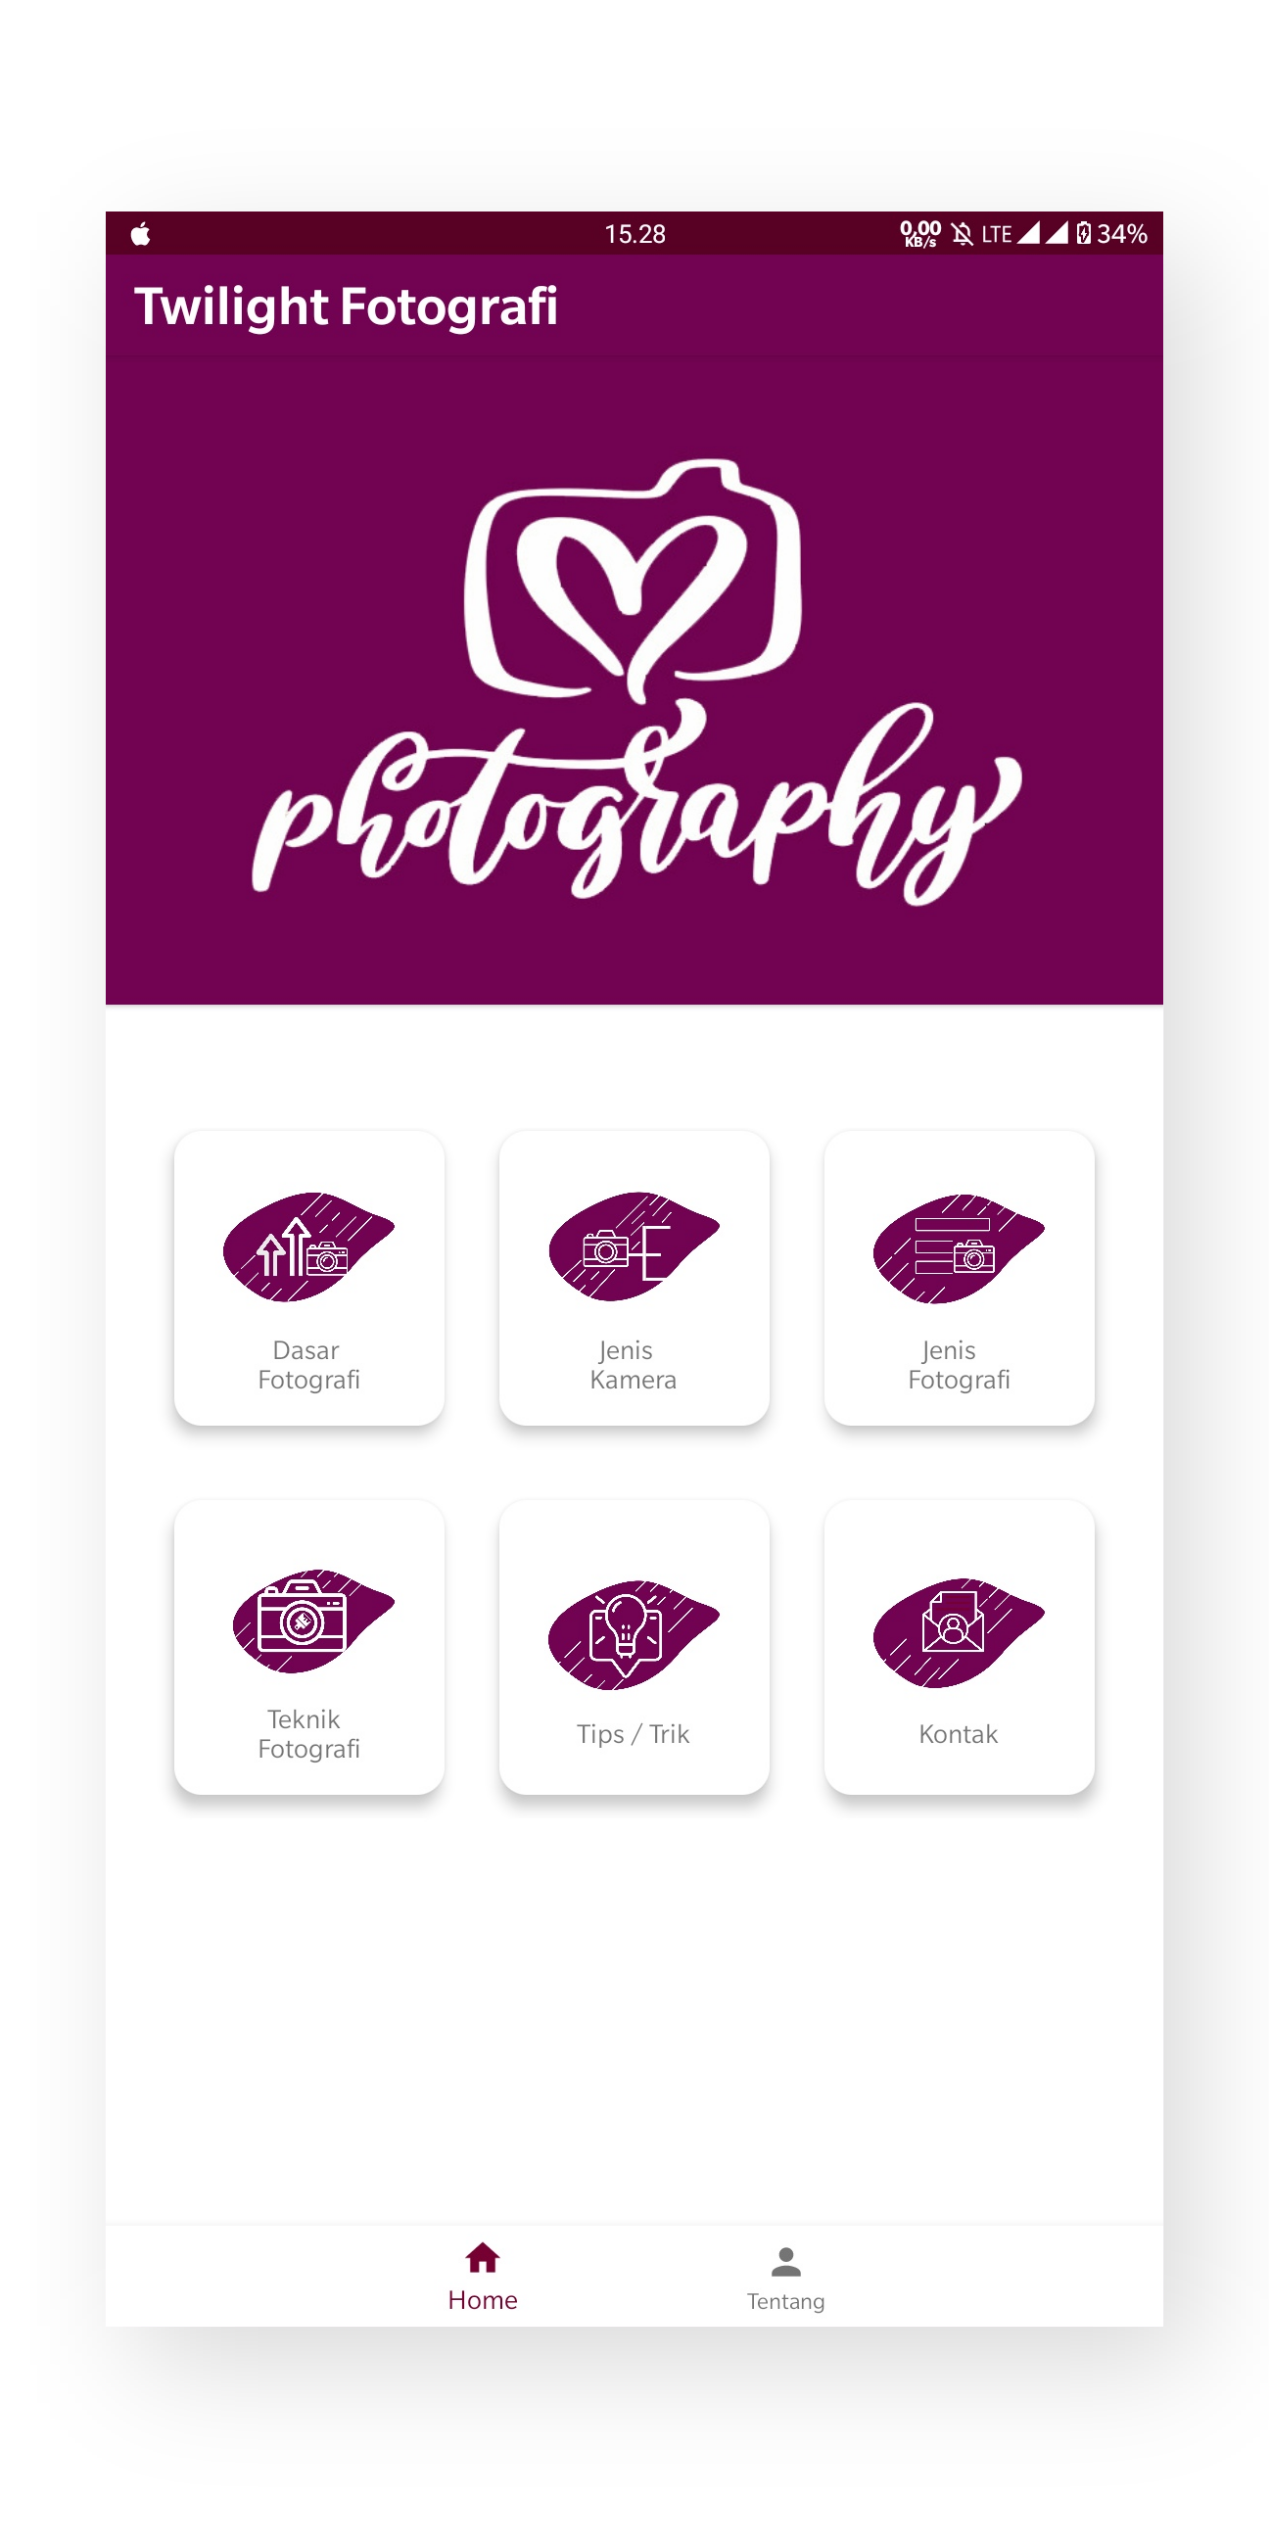 15.28 0,00 KB/s LTE 34%
Twilight Fotografi
photography
Dasar
Fotografi
Jenis
Kamera
Jenis
Fotografi
Teknik
Fotografi
Tips / Trik
Kontak
Home
Tentang